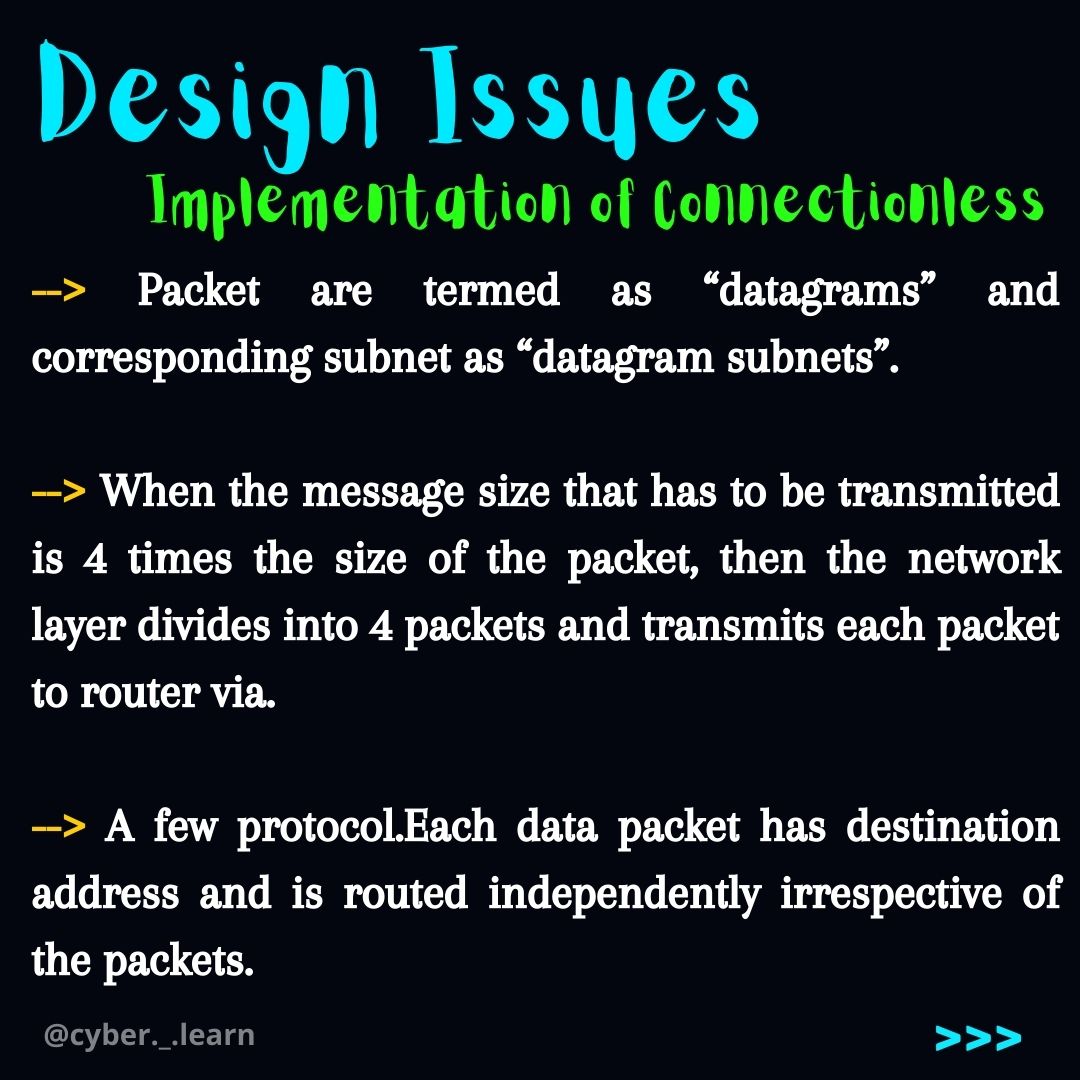 Design Issues
Implementation of Connectionless
--> Packet are termed as “datagrams” and
corresponding subnet as “datagram subnets”.
--> When the message size that has to be transmitted
is 4 times the size of the packet, then the network
layer divides into 4 packets and transmits each packet
to router via.
--> A few protocol.Each data packet has destination
address and is routed independently irrespective of
the packets.
@cyber._.learn
>>>